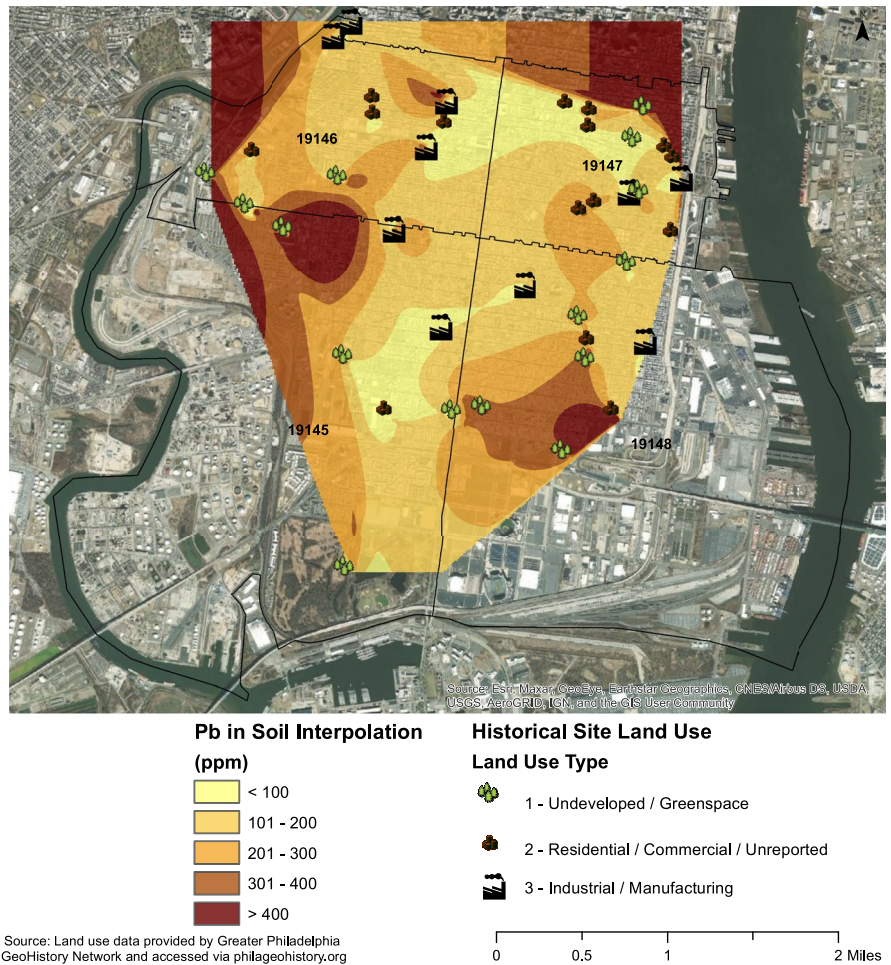 19146
19147
19145
19148
Source: Esri, Maxar, GeoEye, Earthstar Geographics, CNES/Airbus DS, USDA,
USGS, AeroGRID, IGN, and the GIS User Community
Pb in Soil Interpolation
(ppm)
< 100
101 - 200
201 - 300
301 - 400
> 400
Historical Site Land Use
Land Use Type
1 - Undeveloped / Greenspace
2 - Residential / Commercial / Unreported
3 - Industrial / Manufacturing
Source: Land use data provided by Greater Philadelphia
GeoHistory Network and accessed via philageohistory.org
0 0.5 1 2 Miles